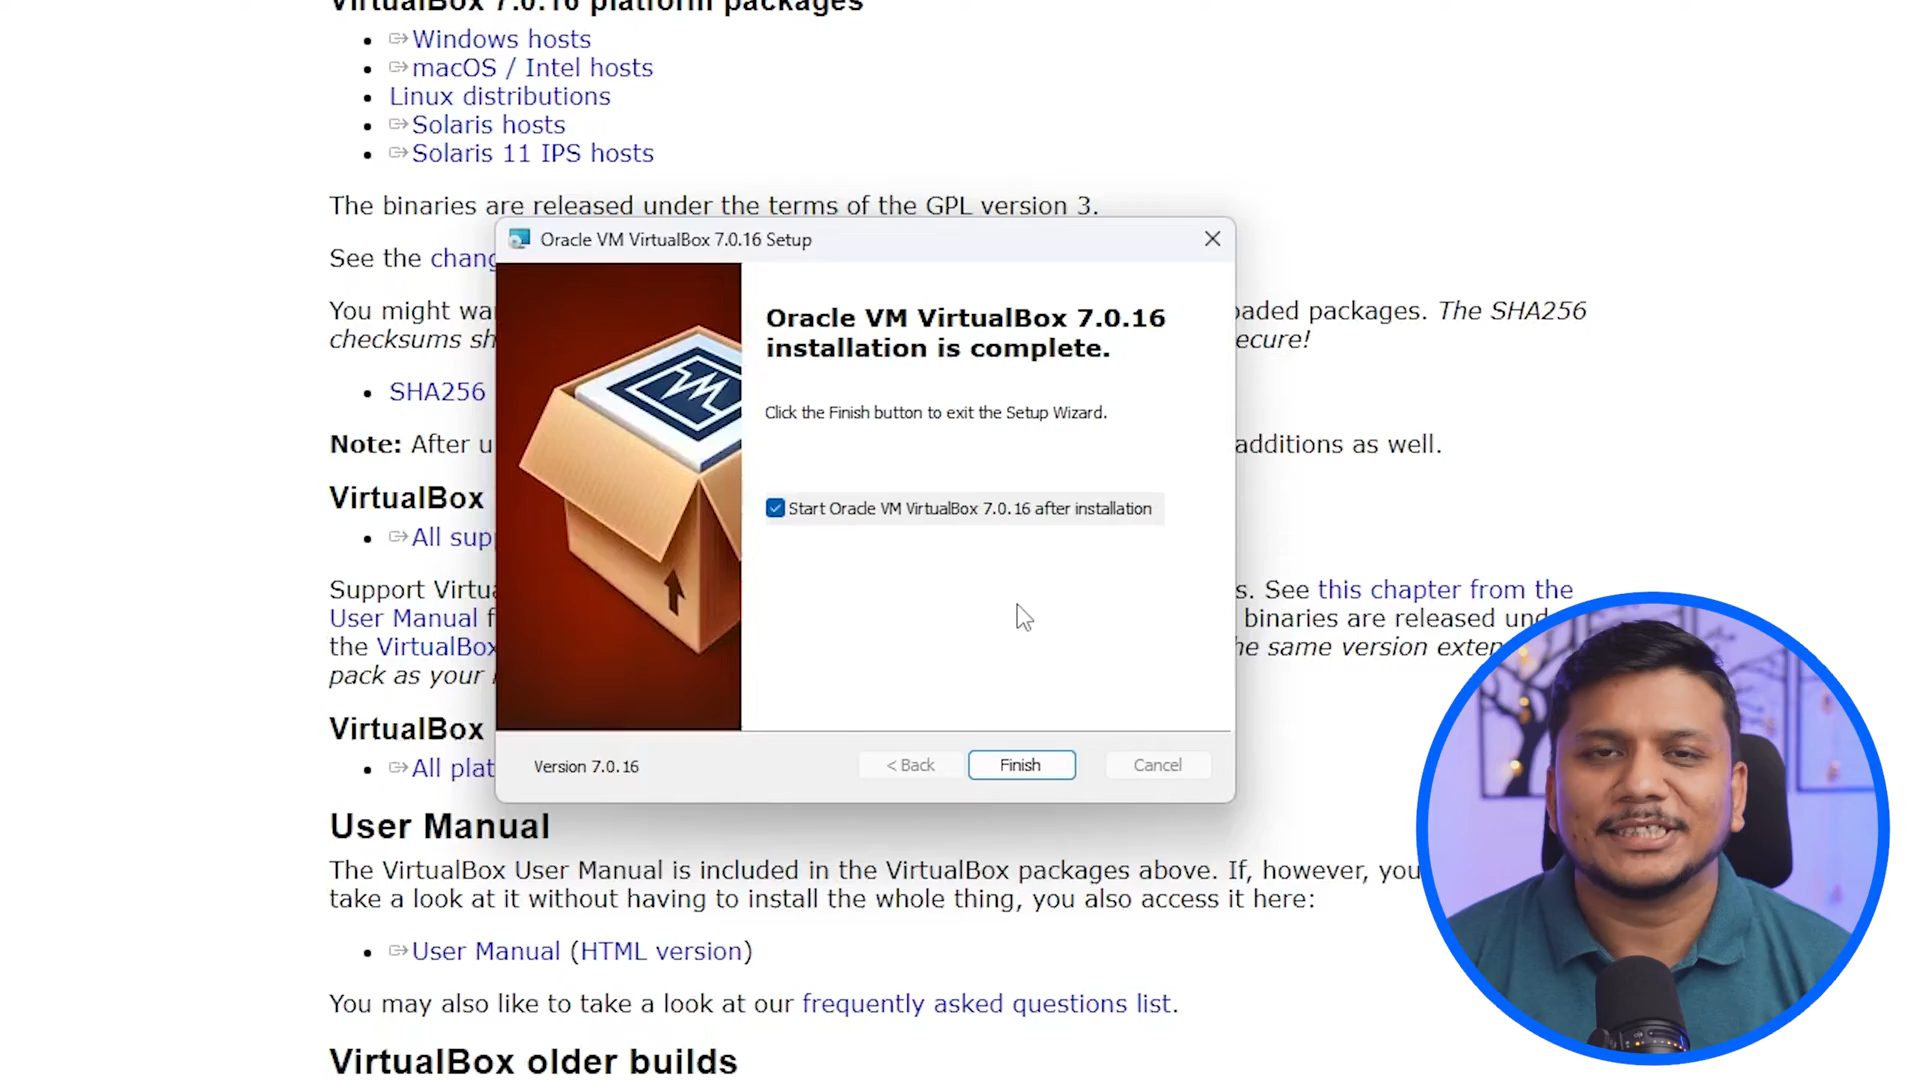 VirtualBox 7.0.16 platform packages
Windows hosts
macOS / Intel hosts
Linux distributions
Solaris hosts
Solaris 11 IPS hosts
The binaries are released under the terms of the GPL version 3.
See the chang
You might wa
oaded packages. The SHA256
checksums sh
ecure!
SHA256
Note: After u
additions as well.
VirtualBox
All sup
Support Virtu
s. See this chapter from the
User Manual f
binaries are released und
the VirtualBox
he same version exten
pack as your
VirtualBox
All plat
Oracle VM VirtualBox 7.0.16 Setup
Oracle VM VirtualBox 7.0.16
installation is complete.
Click the Finish button to exit the Setup Wizard.
Start Oracle VM VirtualBox 7.0.16 after installation
Version 7.0.16
< Back
Finish
Cancel
User Manual
The VirtualBox User Manual is included in the VirtualBox packages above. If, however, you
take a look at it without having to install the whole thing, you also access it here:
User Manual (HTML version)
You may also like to take a look at our frequently asked questions list.
VirtualBox older builds